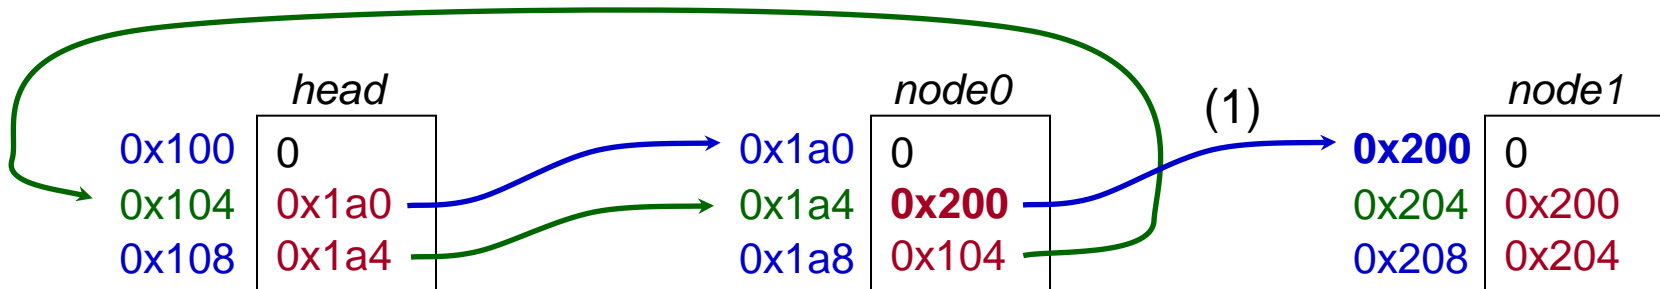 head node0 (1) node1
0x100 0 0x1a0 0 0x200 0
0x104 0x1a0 0x1a4 0x200 0x204 0x200
0x108 0x1a4 0x1a8 0x104 0x208 0x204